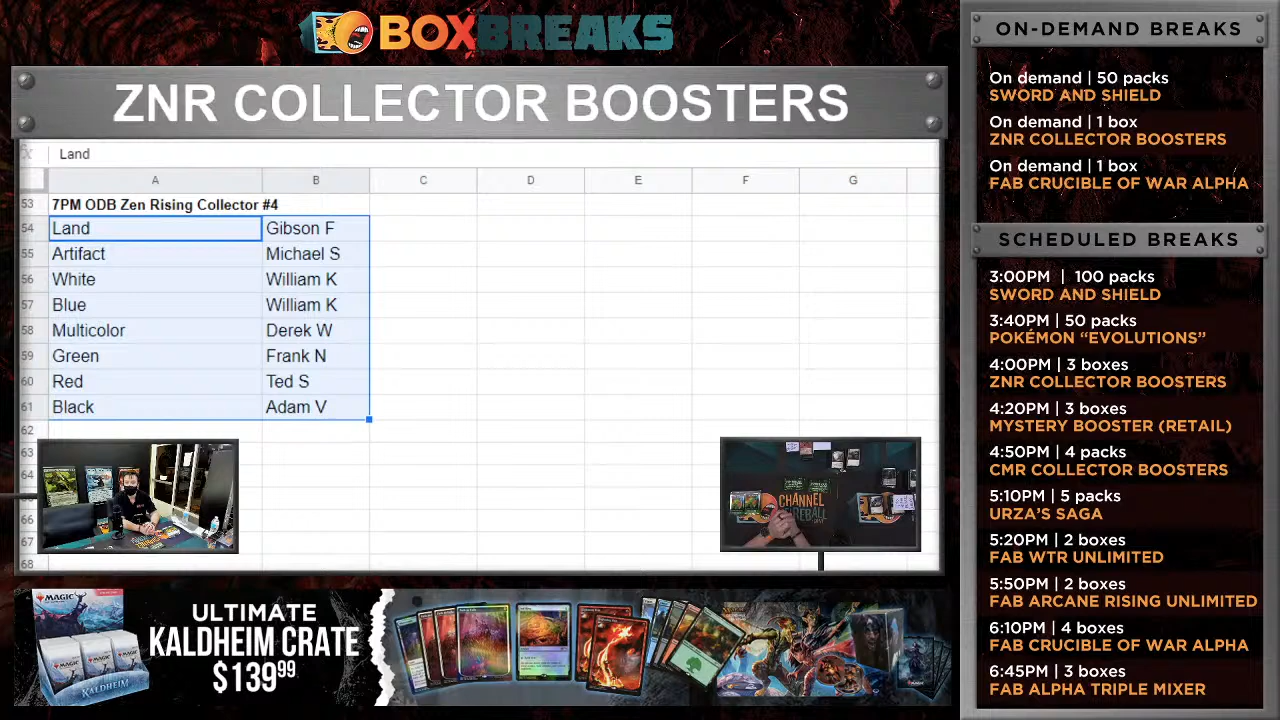 BOXBREAKS
ZNR COLLECTOR BOOSTERS
Land
A B C D E F G
53 7PM ODB Zen Rising Collector #4
54 Land Gibson F
55 Artifact Michael S
56 White William K
57 Blue William K
58 Multicolor Derek W
59 Green Frank N
60 Red Ted S
61 Black Adam V
62
63
64
66
67
68
CHANNEL
FIREBALL
MAGIC
KALDHEIM
ULTIMATE
KALDHEIM CRATE
$139.99
ON-DEMAND BREAKS
On demand | 50 packs
SWORD AND SHIELD
On demand | 1 box
ZNR COLLECTOR BOOSTERS
On demand | 1 box
FAB CRUCIBLE OF WAR ALPHA
SCHEDULED BREAKS
3:00PM | 100 packs
SWORD AND SHIELD
3:40PM | 50 packs
POKÉMON “EVOLUTIONS”
4:00PM | 3 boxes
ZNR COLLECTOR BOOSTERS
4:20PM | 3 boxes
MYSTERY BOOSTER (RETAIL)
4:50PM | 4 packs
CMR COLLECTOR BOOSTERS
5:10PM | 5 packs
URZA’S SAGA
5:20PM | 2 boxes
FAB WTR UNLIMITED
5:50PM | 2 boxes
FAB ARCANE RISING UNLIMITED
6:10PM | 4 boxes
FAB CRUCIBLE OF WAR ALPHA
6:45PM | 3 boxes
FAB ALPHA TRIPLE MIXER